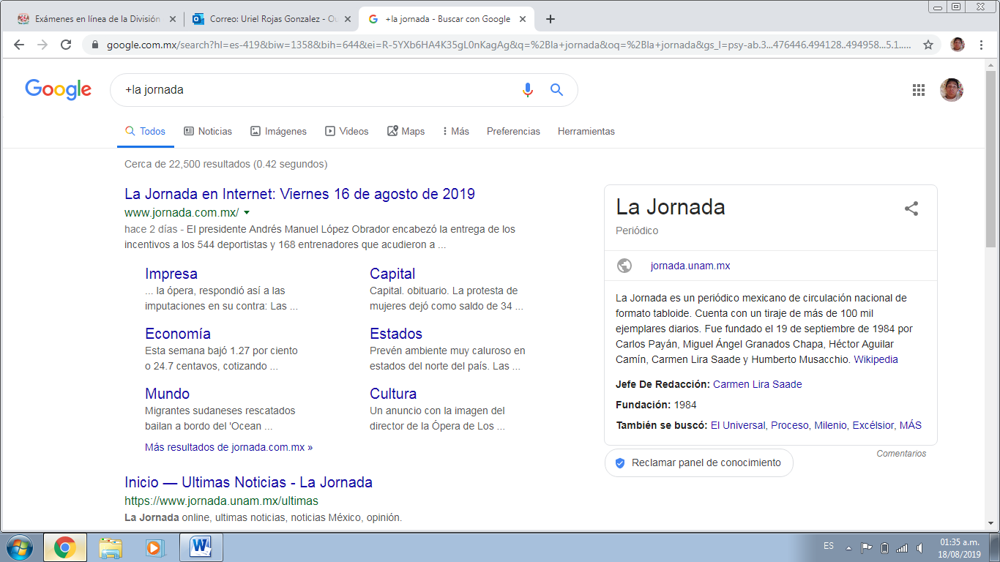 Exámenes en línea de la División
Correo: Uriel Rojas Gonzalez - Ou
+la jornada - Buscar con Google
google.com.mx/search?hl=es-419&biw=1358&bih=644&ei=R-5YXb6HA4K35gL0nKagAg&q=%2Bla+jornada&oq=%2Bla+jornada&gs_l=psy-ab.3...476446.494128..494958...5.1.....
Google
+la jornada
Todos Noticias Imágenes Videos Maps Más Preferencias Herramientas
Cerca de 22,500 resultados (0.42 segundos)
La Jornada en Internet: Viernes 16 de agosto de 2019
www.jornada.com.mx/
hace 2 días - El presidente Andrés Manuel López Obrador encabezó la entrega de los
incentivos a los 544 deportistas y 168 entrenadores que acudieron a ...
Impresa
... la ópera, respondió así a las
imputaciones en su contra: Las ...
Capital
Capital. obituario. La protesta de
mujeres dejó como saldo de 34 ...
Economía
Esta semana bajó 1.27 por ciento
o 24.7 centavos, cotizando ...
Estados
Prevén ambiente muy caluroso en
estados del norte del país. Las ...
Mundo
Migrantes sudaneses rescatados
bailan a bordo del 'Ocean ...
Cultura
Un anuncio con la imagen del
director de la Ópera de Los ...
Más resultados de jornada.com.mx »
Inicio — Ultimas Noticias - La Jornada
https://www.jornada.unam.mx/ultimas
La Jornada online, ultimas noticias, noticias México, opinión.
La Jornada
Periódico
jornada.unam.mx
La Jornada es un periódico mexicano de circulación nacional de
formato tabloide. Cuenta con un tiraje de más de 100 mil
ejemplares diarios. Fue fundado el 19 de septiembre de 1984 por
Carlos Payán, Miguel Ángel Granados Chapa, Héctor Aguilar
Camín, Carmen Lira Saade y Humberto Musacchio. Wikipedia
Jefe De Redacción: Carmen Lira Saade
Fundación: 1984
También se buscó: El Universal, Proceso, Milenio, Excélsior, MÁS
Comentarios
Reclamar panel de conocimiento
ES
01:35 a.m.
18/08/2019